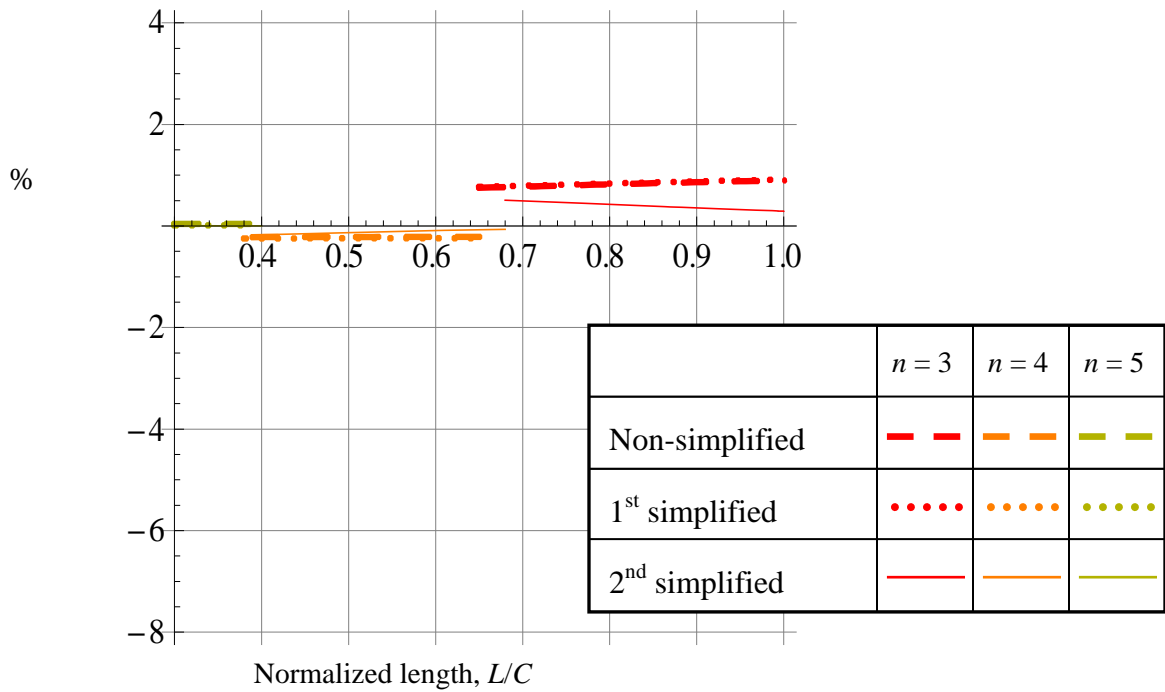 4
2
%
0.4 0.5 0.6 0.7 0.8 0.9 1.0
−2
n = 3 n = 4 n = 5
−4
Non-simplified
−6
1st simplified
2nd simplified
−8
Normalized length, L/C